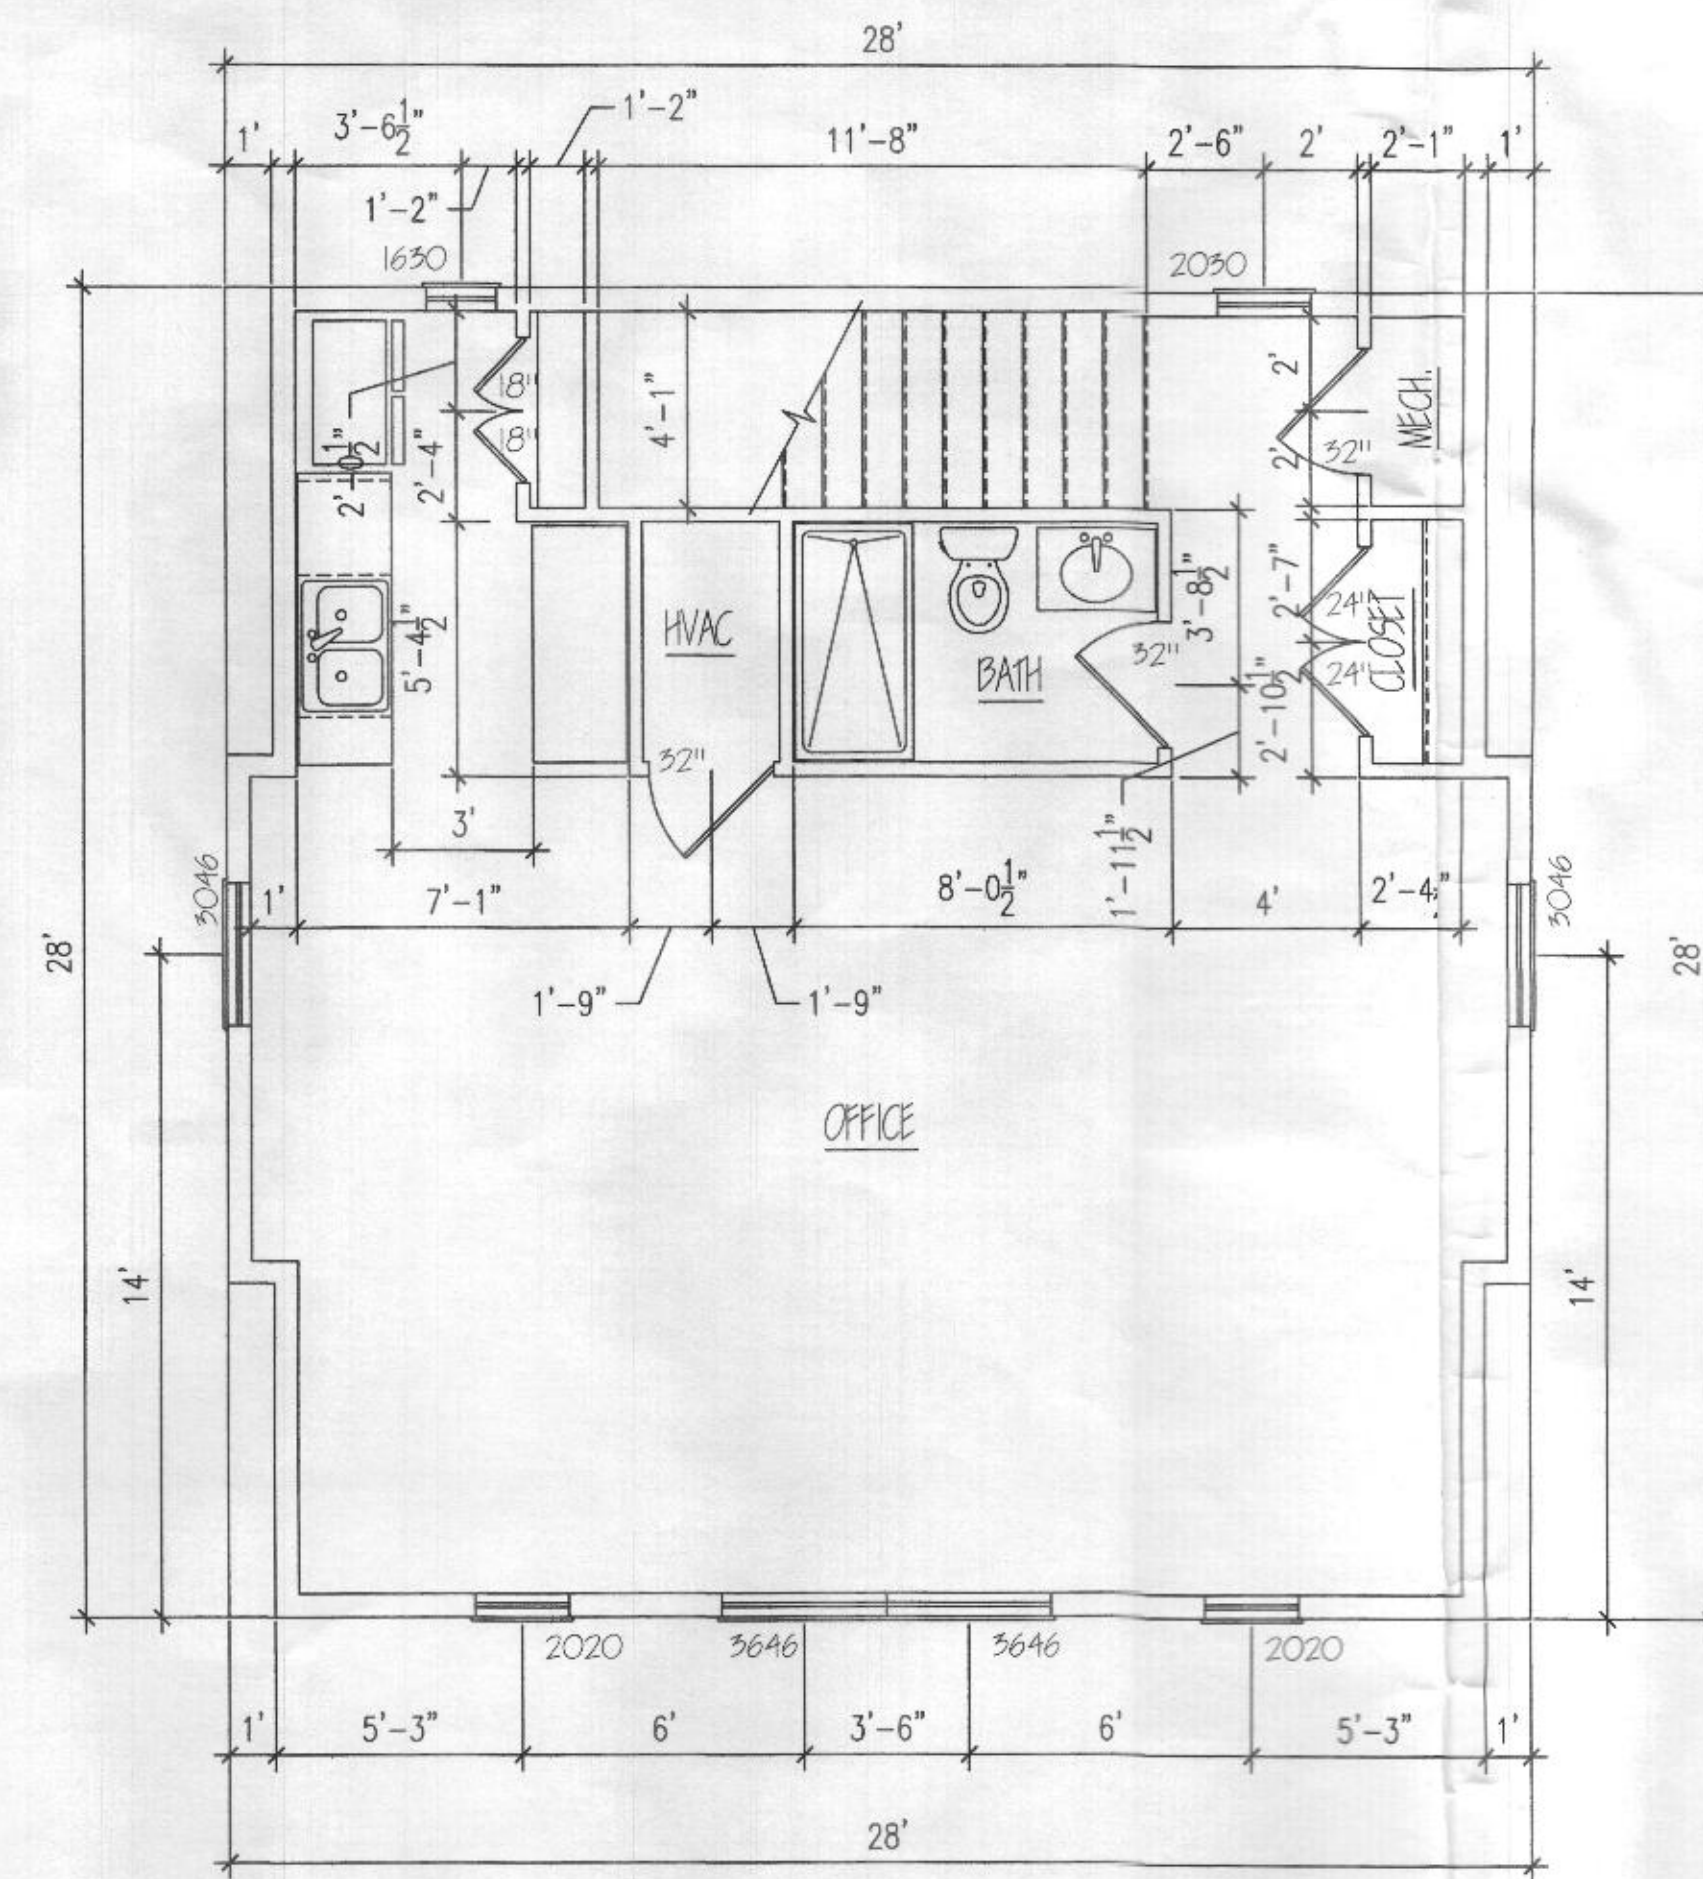 28'
1' 3'-6 1/2" 1'-2" 11'-8" 2'-6" 2' 2'-1" 1'
1'-2"
1630 2030
18"
18"
4'-1"
2'
2'
32"
MECH.
2'-1/2"
2'-4"
5'-4 1/2"
HVAC
BATH
32"
3'-8 1/2"
2'-7"
24"
24"
CLOSET
2'-10 1/2"
32"
3'
1'-11 1/2"
3046 3046
1' 7'-1" 8'-0 1/2" 4'
28' 28'
1'-9" 1'-9"
OFFICE
14' 14'
2020 3646 3646 2020
1' 5'-3" 6' 3'-6" 6' 5'-3" 1'
28'